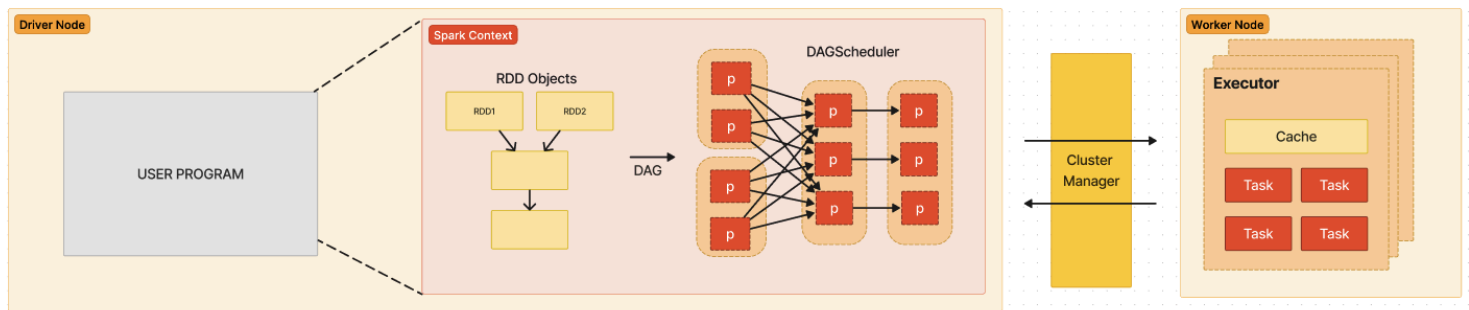 Driver Node
USER PROGRAM
Spark Context
RDD Objects
RDD1
RDD2
DAG
DAGScheduler
p
p
p
p
p
p
p
p
p
p
Cluster
Manager
Worker Node
Executor
Cache
Task
Task
Task
Task